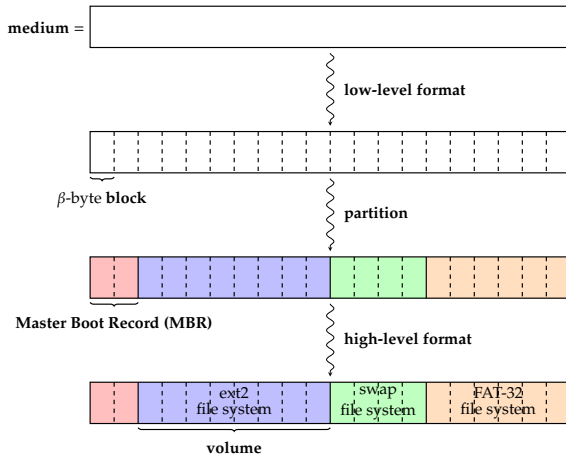 medium =
low-level format
β-byte block
partition
Master Boot Record (MBR)
high-level format
ext2
file system
swap
file system
FAT-32
file system
volume